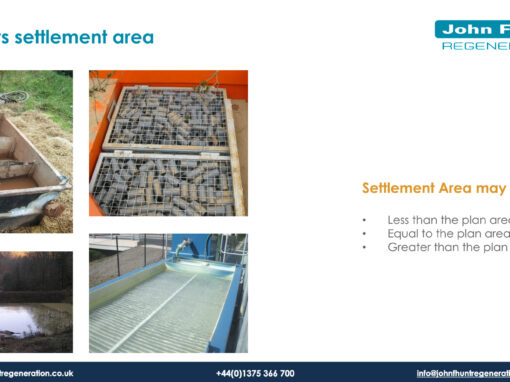 settlement area
John F
REGENE
Settlement Area may
• Less than the plan area
• Equal to the plan area
• Greater than the plan
regeneration.co.uk
+44(0)1375 366 700
info@johnfhuntregenerati